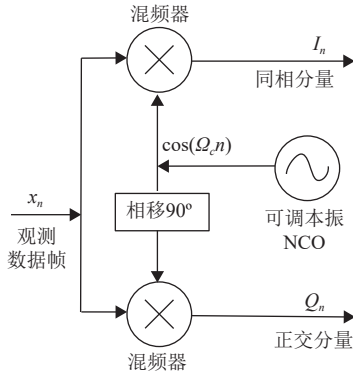 混频器
I_n
同相分量
cos(Ω_c n)
x_n
观测
数据帧
相移90º
可调本振
NCO
Q_n
正交分量
混频器